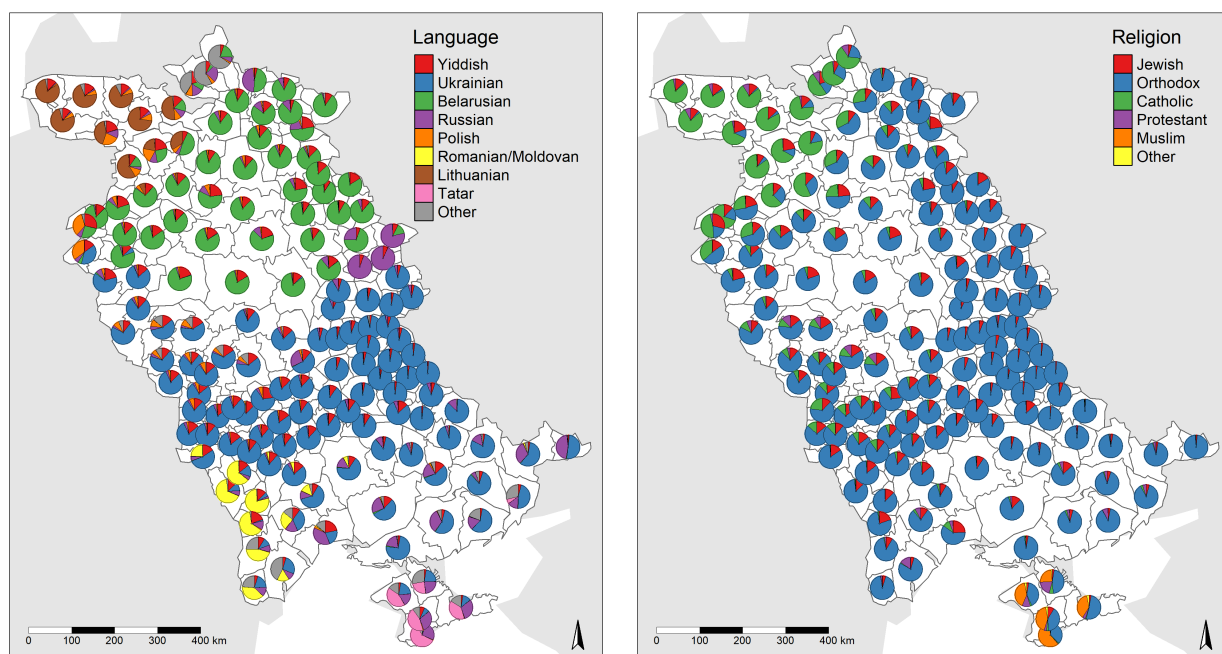 Language
Yiddish
Ukrainian
Belarusian
Russian
Polish
Romanian/Moldovan
Lithuanian
Tatar
Other
0 100 200 300 400 km
Religion
Jewish
Orthodox
Catholic
Protestant
Muslim
Other
0 100 200 300 400 km